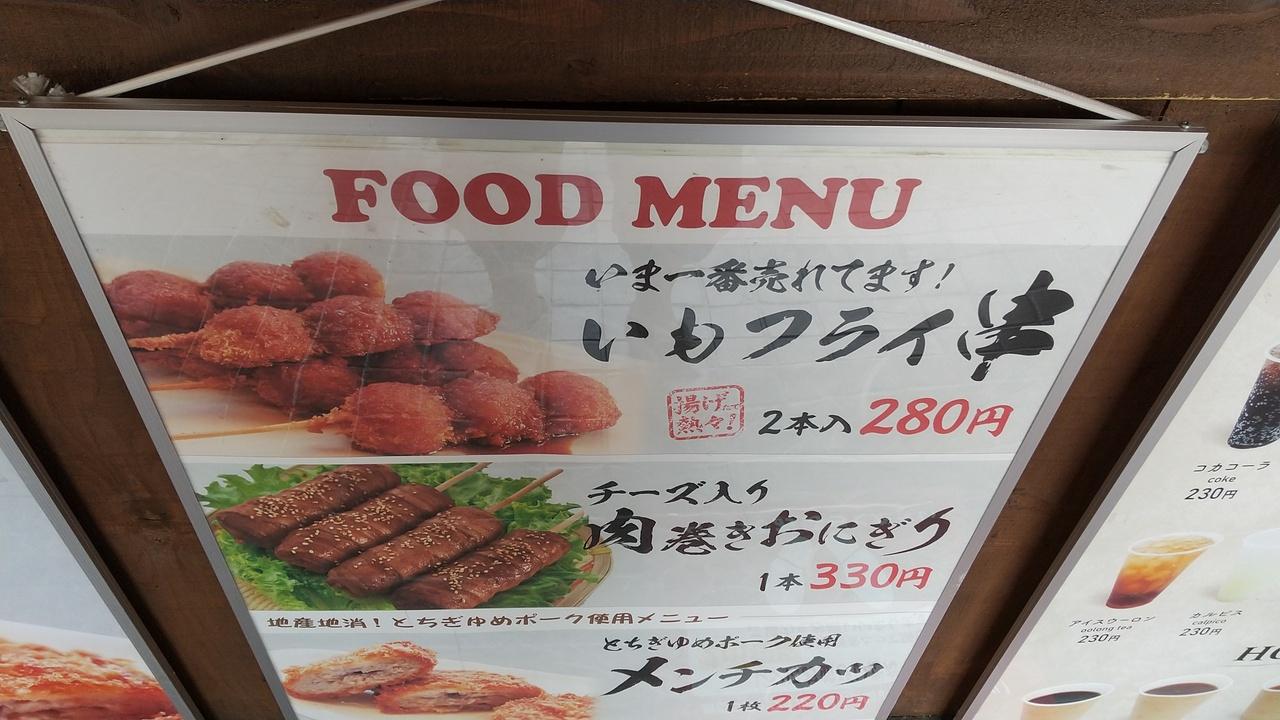 FOOD MENU
いま一番売れてます!
いもフライ串
揚げたて
熱々!
2本入 280円
チーズ入り
肉巻きおにぎり
1本 330円
地産地消!とちぎゆめポーク使用メニュー
とちぎゆめポーク使用
メンチカツ
1枚 220円
コカコーラ
coke
230円
アイスウーロン
oolong tea
230円
カルピス
calpico
230円